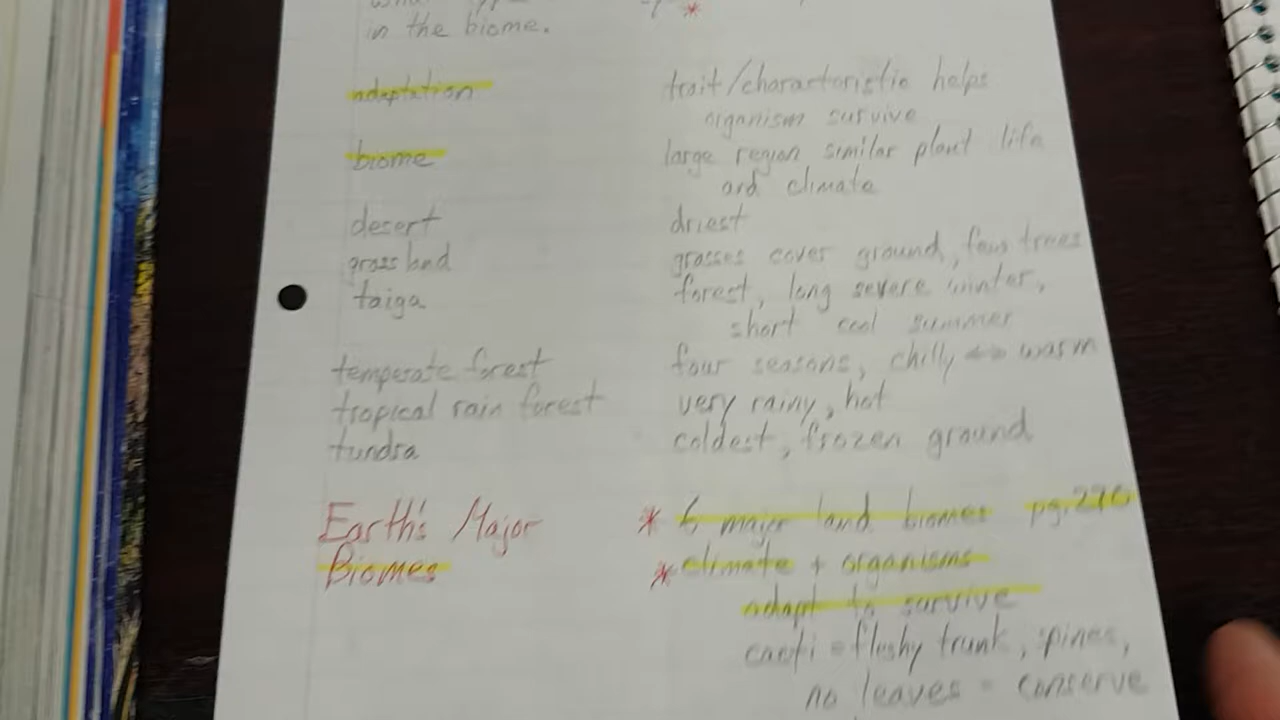 in the biome.
adaptation trait/characteristic helps
organism survive
biome large region similar plant life
and climate
desert driest
grassland grasses cover ground, few trees
taiga forest, long severe winter,
short cool summer
temperate forest four seasons, chilly warm
tropical rain forest very rainy, hot
tundra coldest, frozen ground
Earth's Major * 6 major land biomes pg. 296
Biomes * climate + organisms
adapt to survive
cacti = fleshy trunk, spines,
no leaves = conserve